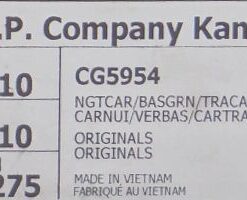 .P. Company Kan
10
CG5954
NGTCAR/BASGRN/TRACA
CARNUI/VERBAS/CARTRA
10
ORIGINALS
ORIGINALS
275
MADE IN VIETNAM
FABRIQUÉ AU VIETNAM